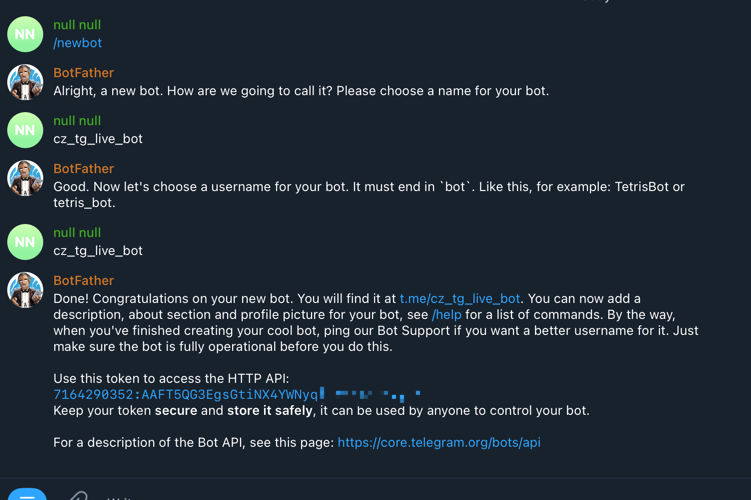 NN
null null
/newbot
BotFather
Alright, a new bot. How are we going to call it? Please choose a name for your bot.
NN
null null
cz_tg_live_bot
BotFather
Good. Now let's choose a username for your bot. It must end in `bot`. Like this, for example: TetrisBot or
tetris_bot.
NN
null null
cz_tg_live_bot
BotFather
Done! Congratulations on your new bot. You will find it at t.me/cz_tg_live_bot. You can now add a
description, about section and profile picture for your bot, see /help for a list of commands. By the way,
when you've finished creating your cool bot, ping our Bot Support if you want a better username for it. Just
make sure the bot is fully operational before you do this.
Use this token to access the HTTP API:
7164290352:AAFT5QG3EgsGtiNX4YWNyq
Keep your token secure and store it safely, it can be used by anyone to control your bot.
For a description of the Bot API, see this page: https://core.telegram.org/bots/api